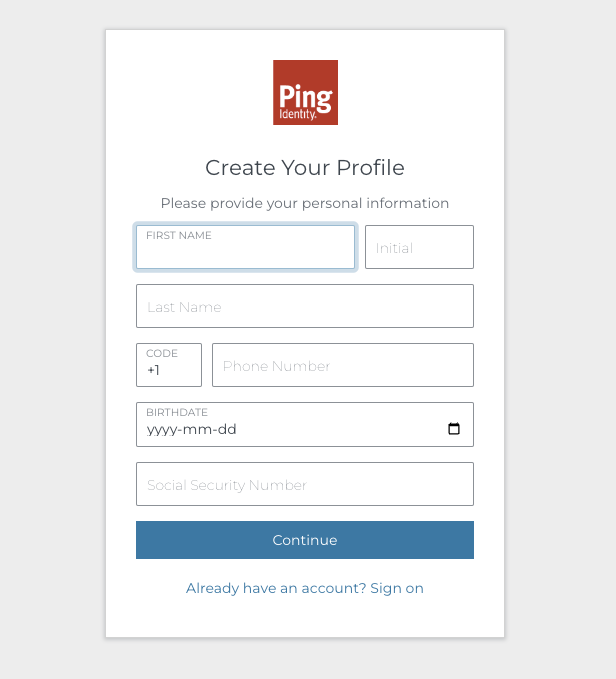 Ping
Identity.
Create Your Profile
Please provide your personal information
FIRST NAME
Initial
Last Name
CODE
+1
Phone Number
BIRTHDATE
yyyy-mm-dd
Social Security Number
Continue
Already have an account? Sign on